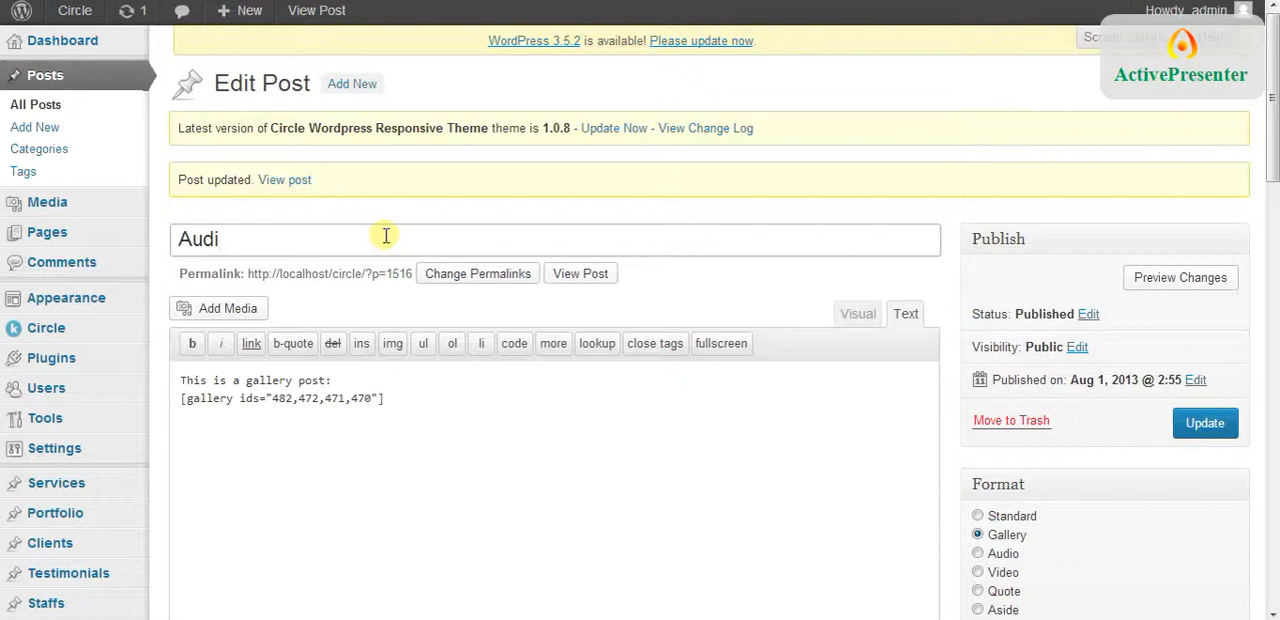 Circle
1
New
View Post
Howdy, admin
Dashboard
Posts
All Posts
Add New
Categories
Tags
Media
Pages
Comments
Appearance
Circle
Plugins
Users
Tools
Settings
Services
Portfolio
Clients
Testimonials
Staffs
WordPress 3.5.2 is available! Please update now.
Help
ActivePresenter
Edit Post
Add New
Latest version of Circle Wordpress Responsive Theme theme is 1.0.8 - Update Now - View Change Log
Post updated. View post
Audi
Permalink: http://localhost/circle/?p=1516
Change Permalinks
View Post
Add Media
Visual
Text
b
i
link
b-quote
del
ins
img
ul
ol
li
code
more
lookup
close tags
fullscreen
This is a gallery post:
[gallery ids="482,472,471,470"]
Publish
Preview Changes
Status: Published Edit
Visibility: Public Edit
Published on: Aug 1, 2013 @ 2:55 Edit
Move to Trash
Update
Format
Standard
Gallery
Audio
Video
Quote
Aside